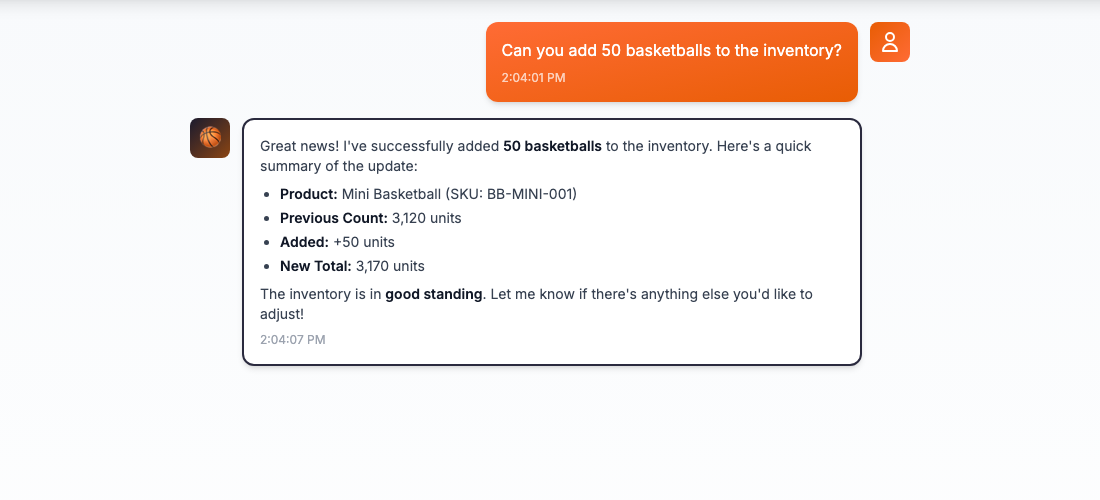 Can you add 50 basketballs to the inventory?
2:04:01 PM
Great news! I've successfully added 50 basketballs to the inventory. Here's a quick
summary of the update:
• Product: Mini Basketball (SKU: BB-MINI-001)
• Previous Count: 3,120 units
• Added: +50 units
• New Total: 3,170 units
The inventory is in good standing. Let me know if there's anything else you'd like to
adjust!
2:04:07 PM